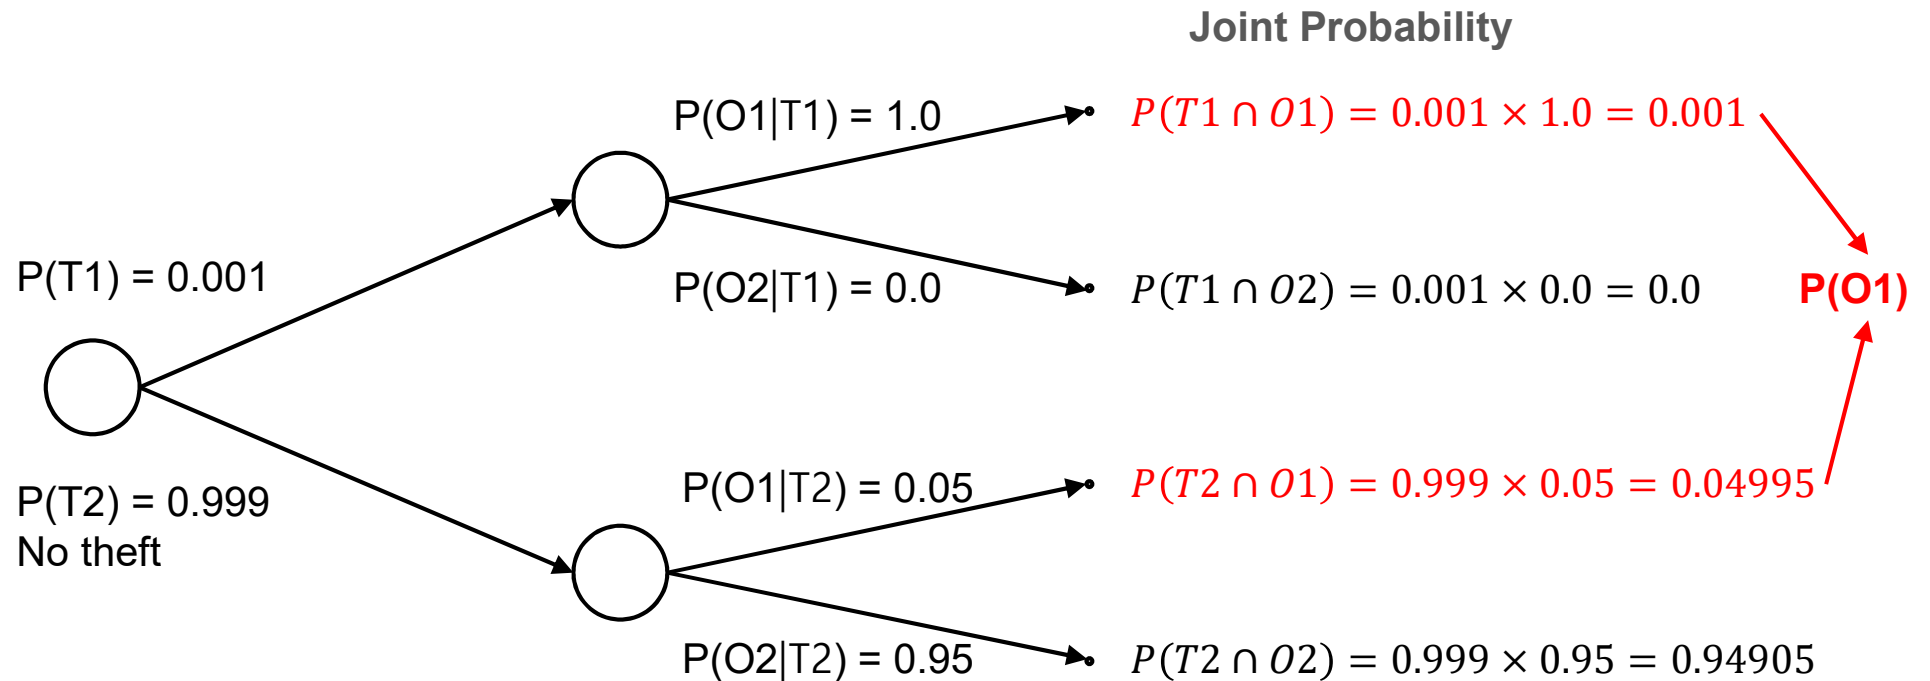 Joint Probability
P(O1|T1) = 1.0
P(T1 ∩ O1) = 0.001 × 1.0 = 0.001
P(T1) = 0.001
P(O2|T1) = 0.0
P(T1 ∩ O2) = 0.001 × 0.0 = 0.0
P(O1)
P(T2) = 0.999
No theft
P(O1|T2) = 0.05
P(T2 ∩ O1) = 0.999 × 0.05 = 0.04995
P(O2|T2) = 0.95
P(T2 ∩ O2) = 0.999 × 0.95 = 0.94905